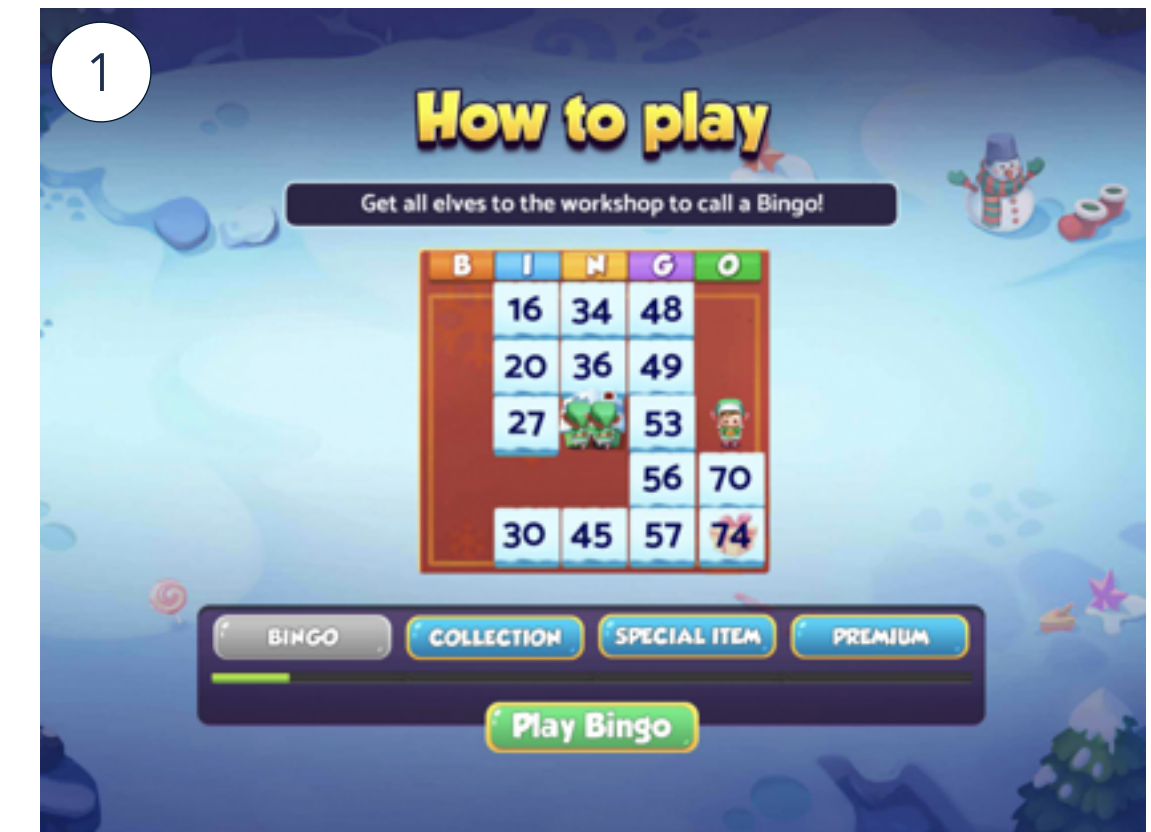 1
How to play
Get all elves to the workshop to call a Bingo!
B I N G O
16 34 48
20 36 49
27 53
56 70
30 45 57 74
BINGO COLLECTION SPECIAL ITEM PREMIUM
Play Bingo